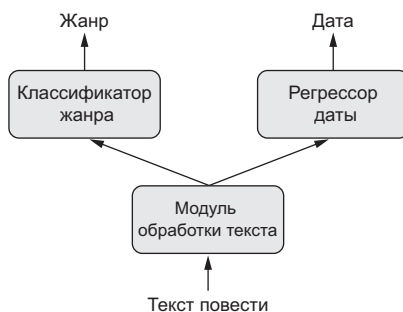 Жанр
Дата
Классификатор
жанра
Регрессор
даты
Модуль
обработки текста
Текст повести